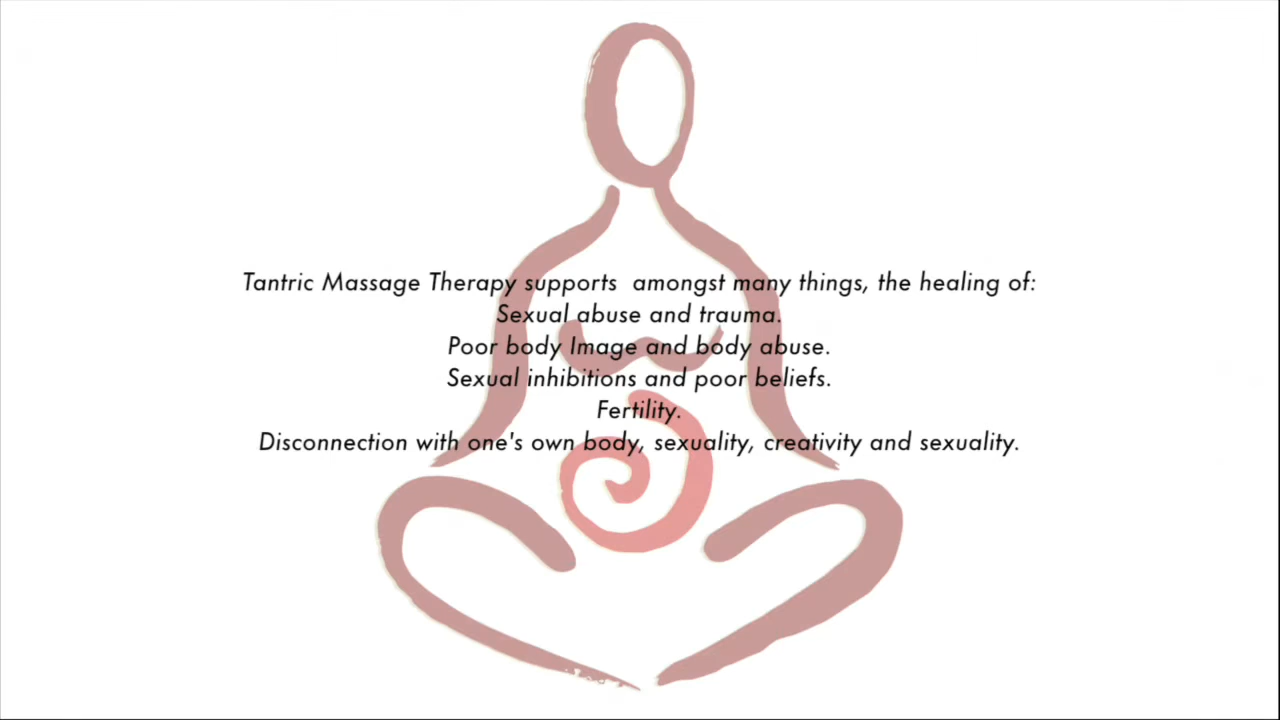 Tantric Massage Therapy supports  amongst many things, the healing of:
Sexual abuse and trauma.
Poor body Image and body abuse.
Sexual inhibitions and poor beliefs.
Fertility.
Disconnection with one's own body, sexuality, creativity and sexuality.